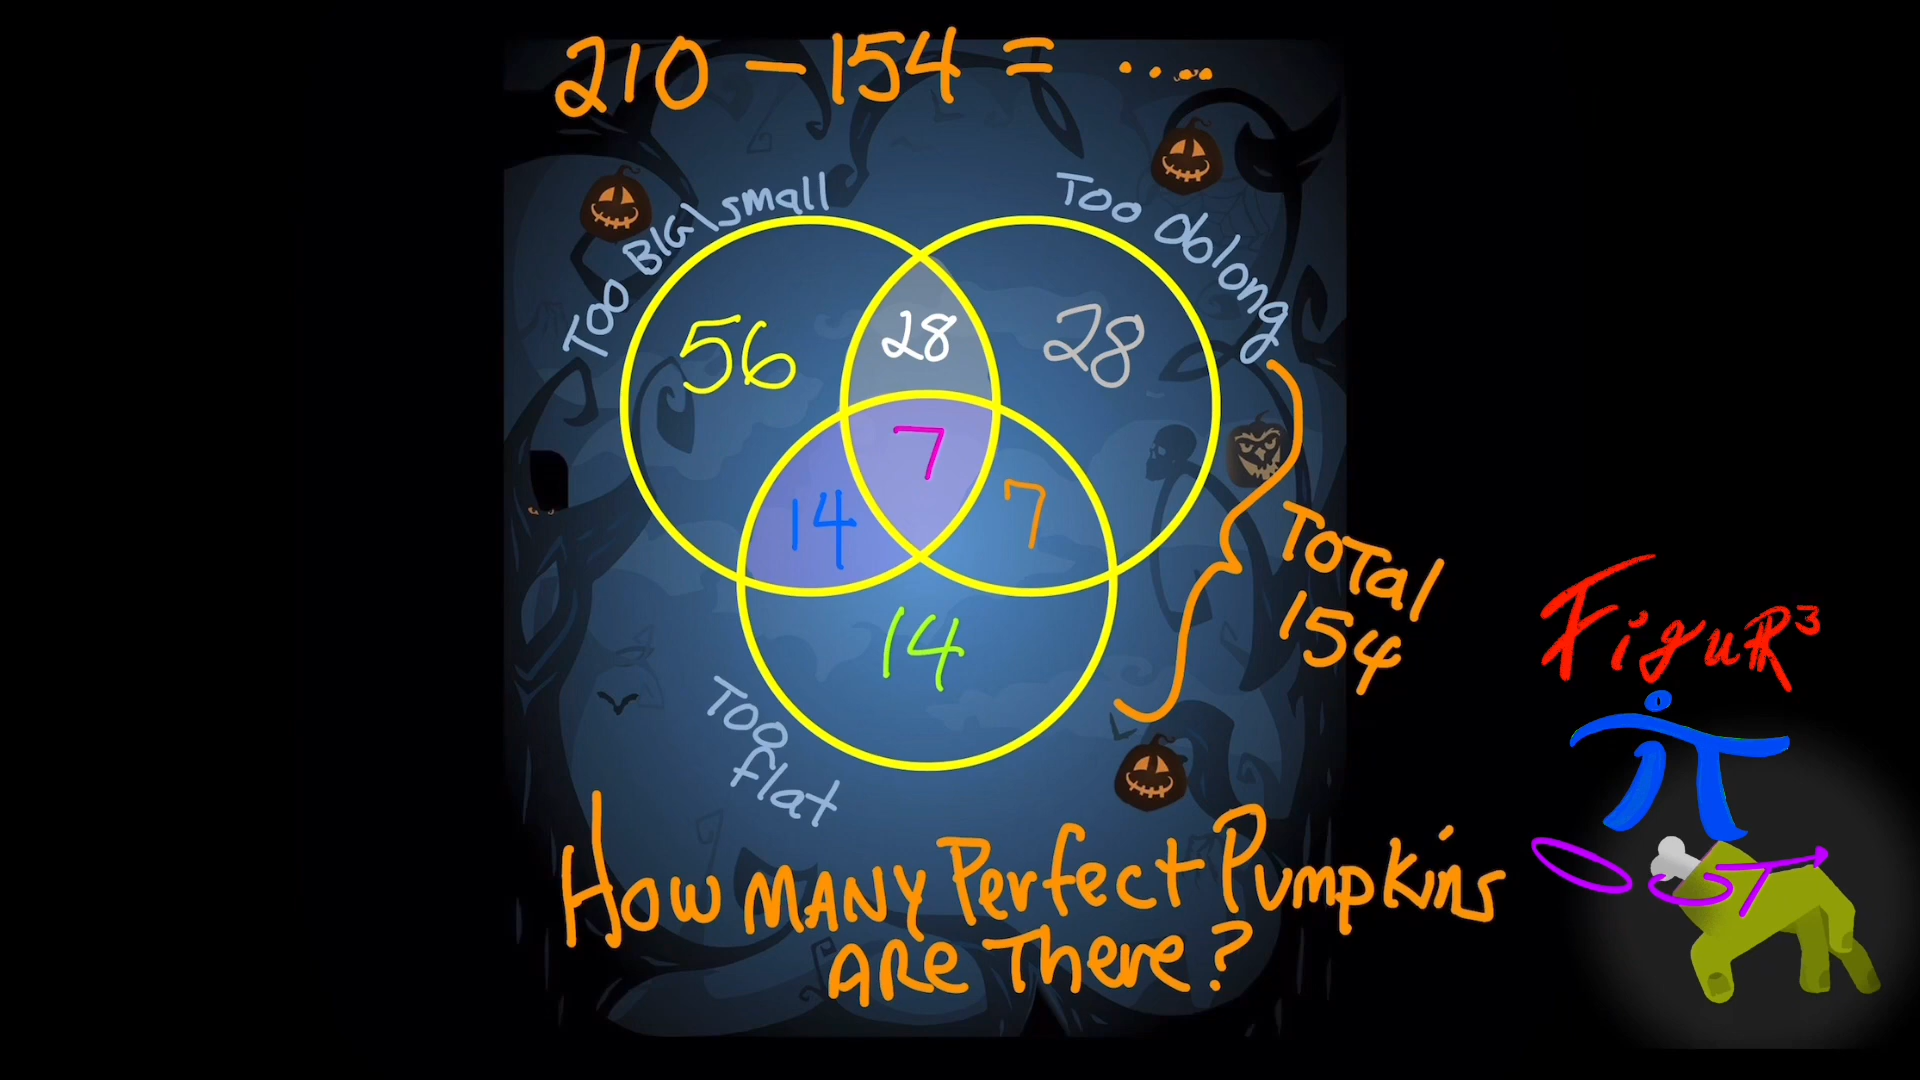 210 - 154 = ....
Too BIG\small
Too Oblong
56
28
28
7
14
7
14
Too
flat
Total
154
How MANY Perfect Pumpkins
ARe There?
FiguR³